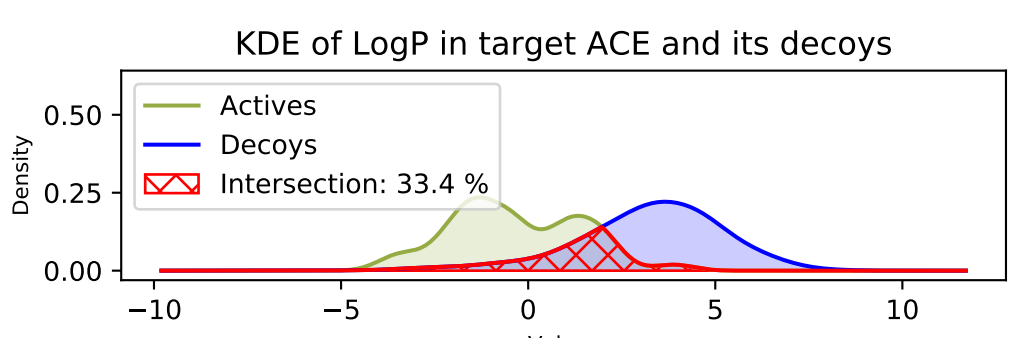 KDE of LogP in target ACE and its decoys
Density
0.50
0.25
0.00
Actives
Decoys
Intersection: 33.4 %
−10
−5
0
5
10